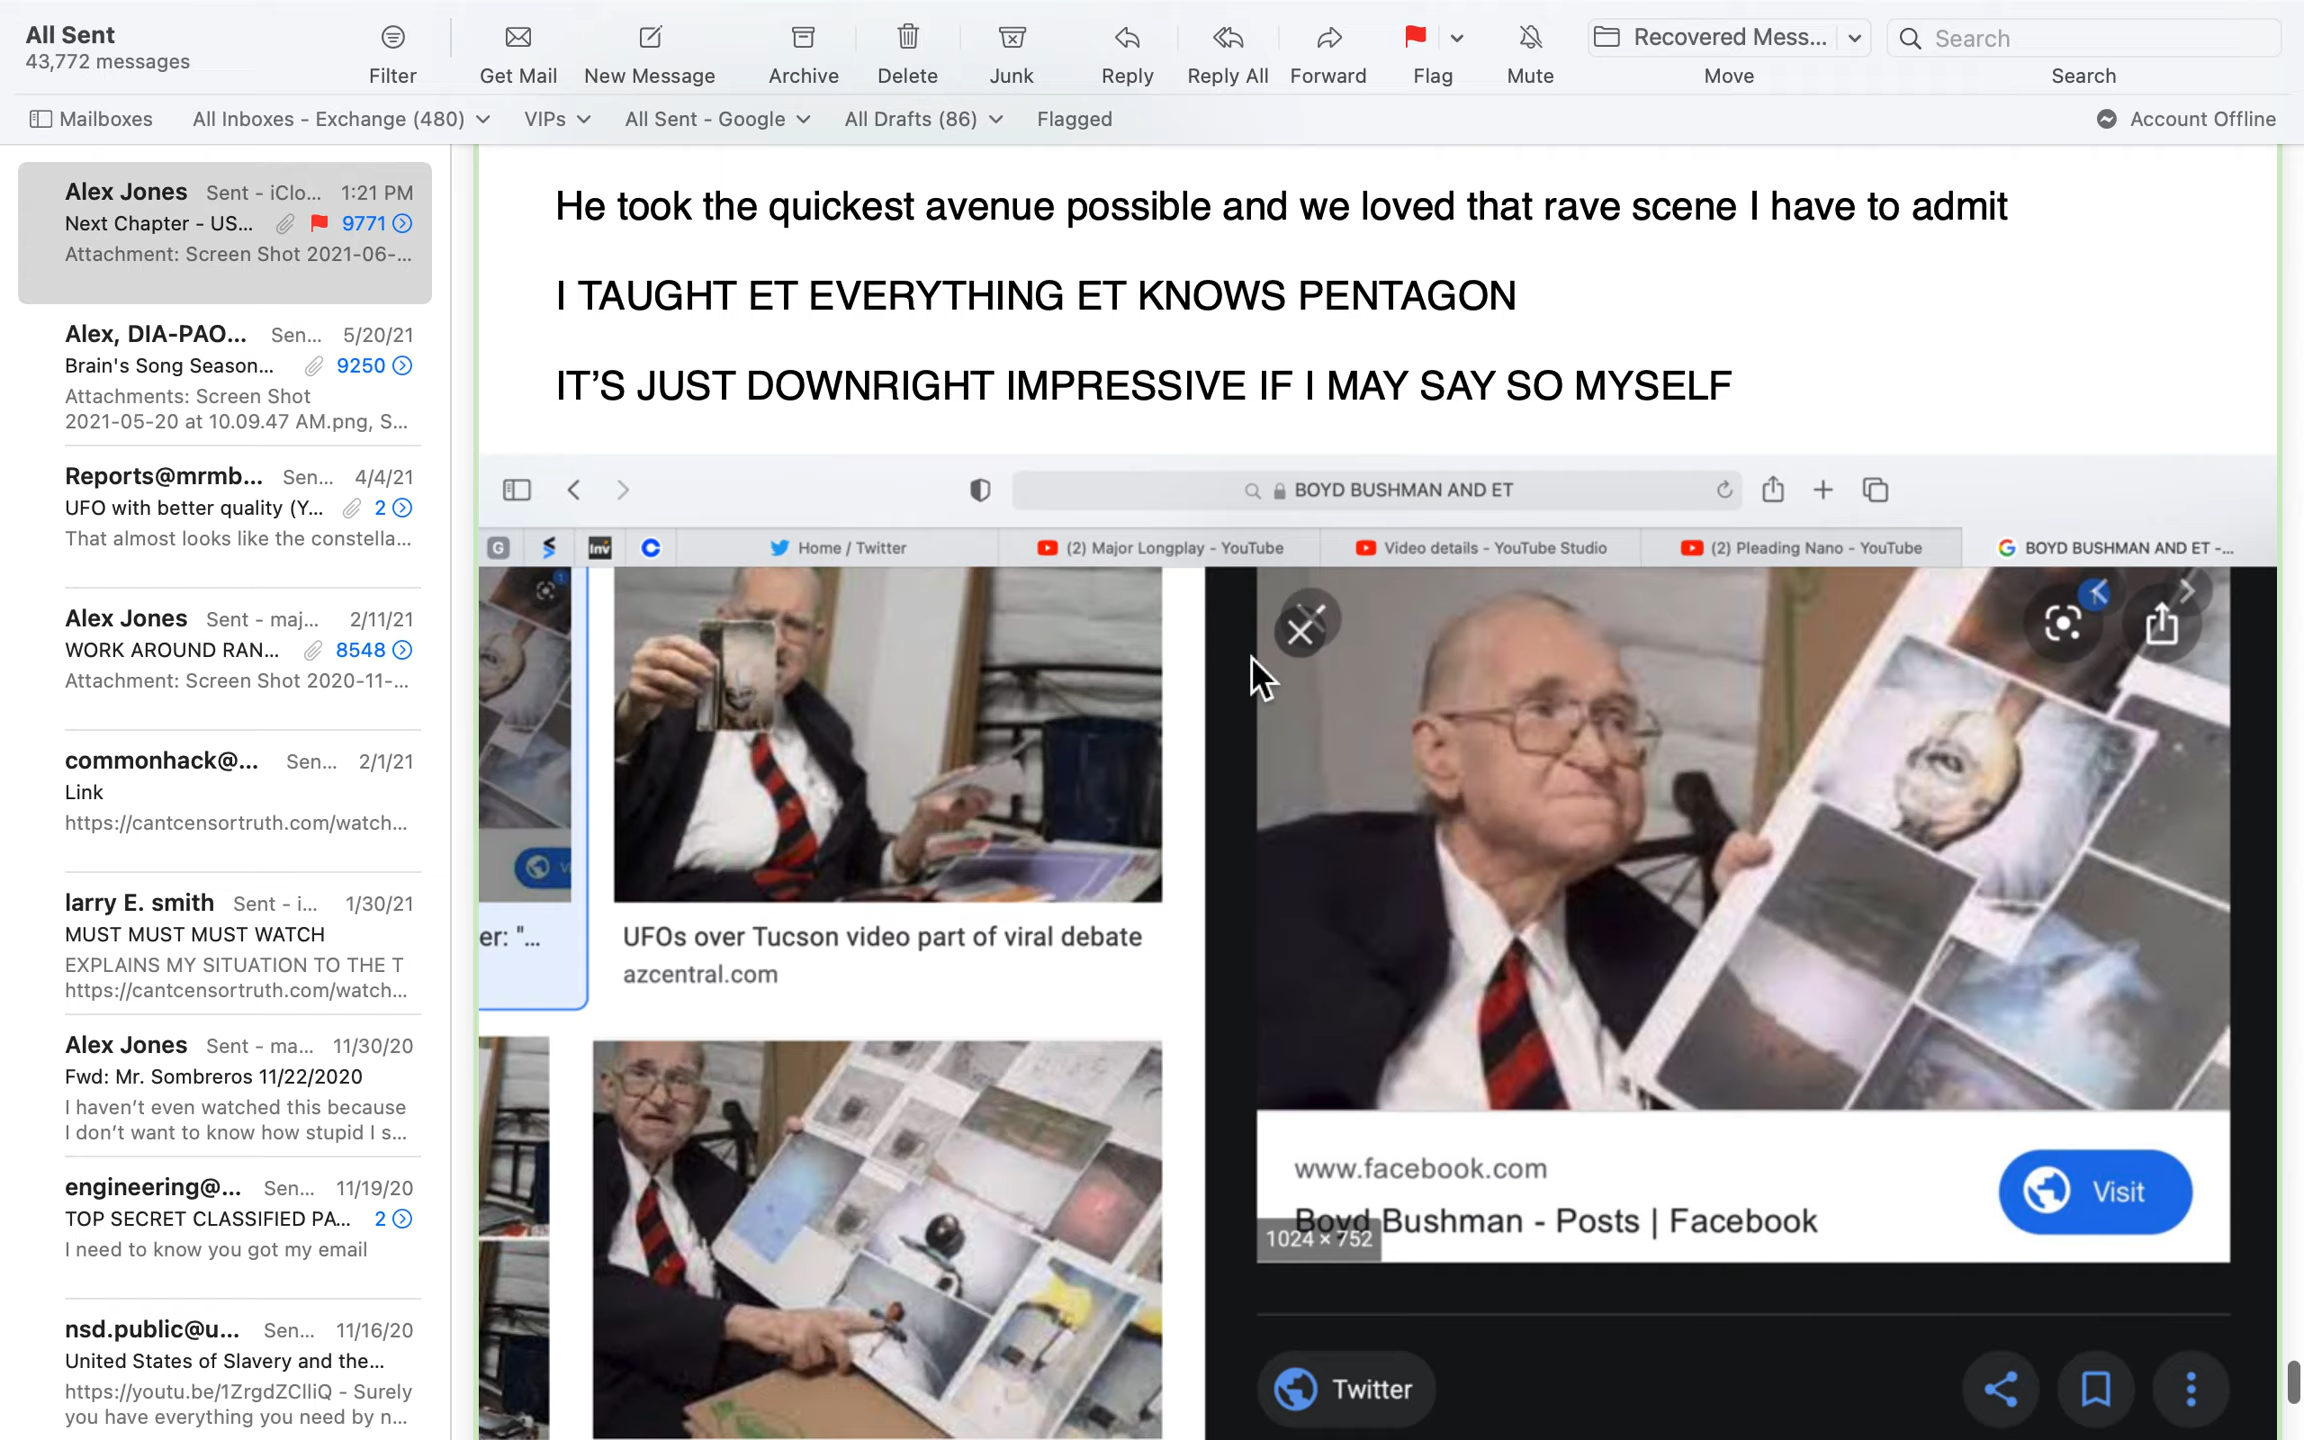 All Sent
43,772 messages
Filter
Get Mail
New Message
Archive
Delete
Junk
Reply
Reply All
Forward
Flag
Mute
Recovered Mess...
Move
Search
Search
Mailboxes
All Inboxes - Exchange (480)
VIPs
All Sent - Google
All Drafts (86)
Flagged
Account Offline
Alex Jones Sent - iClo... 1:21 PM
Next Chapter - US... 9771
Attachment: Screen Shot 2021-06-...
Alex, DIA-PAO... Sen... 5/20/21
Brain's Song Season... 9250
Attachments: Screen Shot
2021-05-20 at 10.09.47 AM.png, S...
Reports@mrmb... Sen... 4/4/21
UFO with better quality (Y... 2
That almost looks like the constella...
Alex Jones Sent - maj... 2/11/21
WORK AROUND RAN... 8548
Attachment: Screen Shot 2020-11-...
commonhack@... Sen... 2/1/21
Link
https://cantcensortruth.com/watch...
larry E. smith Sent - i... 1/30/21
MUST MUST MUST WATCH
EXPLAINS MY SITUATION TO THE T
https://cantcensortruth.com/watch...
Alex Jones Sent - ma... 11/30/20
Fwd: Mr. Sombreros 11/22/2020
I haven't even watched this because
I don't want to know how stupid I s...
engineering@... Sen... 11/19/20
TOP SECRET CLASSIFIED PA... 2
I need to know you got my email
nsd.public@u... Sen... 11/16/20
United States of Slavery and the...
https://youtu.be/1ZrgdZClliQ - Surely
you have everything you need by n...
He took the quickest avenue possible and we loved that rave scene I have to admit
I TAUGHT ET EVERYTHING ET KNOWS PENTAGON
IT'S JUST DOWNRIGHT IMPRESSIVE IF I MAY SAY SO MYSELF
BOYD BUSHMAN AND ET
G
Inv
Home / Twitter
(2) Major Longplay - YouTube
Video details - YouTube Studio
(2) Pleading Nano - YouTube
BOYD BUSHMAN AND ET -...
er: "...
UFOs over Tucson video part of viral debate
azcentral.com
www.facebook.com
Boyd Bushman - Posts | Facebook
1024 × 752
Visit
Twitter